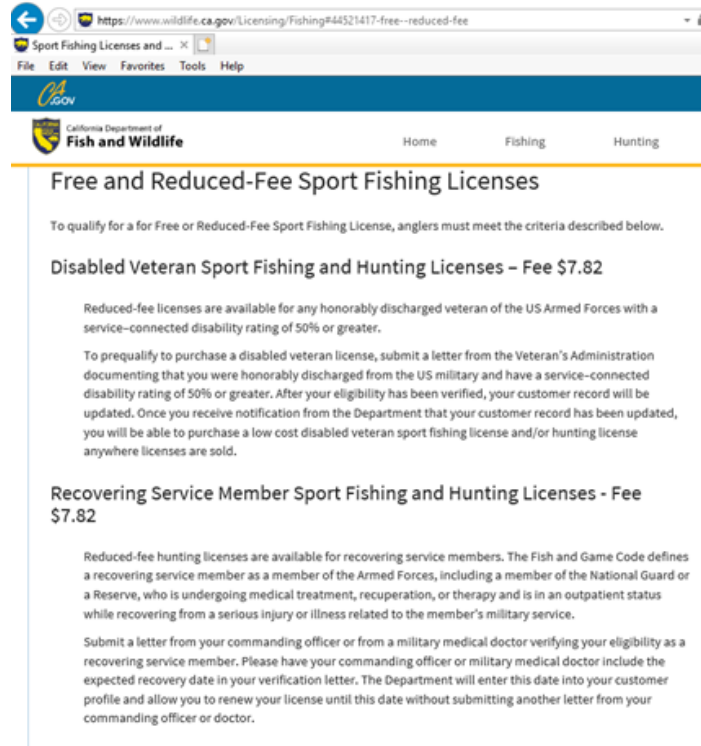 https://www.wildlife.ca.gov/Licensing/Fishing#44521417-free--reduced-fee
Sport Fishing Licenses and ...
File Edit View Favorites Tools Help
CA.GOV
California Department of
Fish and Wildlife
Home Fishing Hunting
Free and Reduced-Fee Sport Fishing Licenses
To qualify for a for Free or Reduced-Fee Sport Fishing License, anglers must meet the criteria described below.
Disabled Veteran Sport Fishing and Hunting Licenses – Fee $7.82
Reduced-fee licenses are available for any honorably discharged veteran of the US Armed Forces with a
service–connected disability rating of 50% or greater.
To prequalify to purchase a disabled veteran license, submit a letter from the Veteran's Administration
documenting that you were honorably discharged from the US military and have a service–connected
disability rating of 50% or greater. After your eligibility has been verified, your customer record will be
updated. Once you receive notification from the Department that your customer record has been updated,
you will be able to purchase a low cost disabled veteran sport fishing license and/or hunting license
anywhere licenses are sold.
Recovering Service Member Sport Fishing and Hunting Licenses - Fee
$7.82
Reduced-fee hunting licenses are available for recovering service members. The Fish and Game Code defines
a recovering service member as a member of the Armed Forces, including a member of the National Guard or
a Reserve, who is undergoing medical treatment, recuperation, or therapy and is in an outpatient status
while recovering from a serious injury or illness related to the member's military service.
Submit a letter from your commanding officer or from a military medical doctor verifying your eligibility as a
recovering service member. Please have your commanding officer or military medical doctor include the
expected recovery date in your verification letter. The Department will enter this date into your customer
profile and allow you to renew your license until this date without submitting another letter from your
commanding officer or doctor.